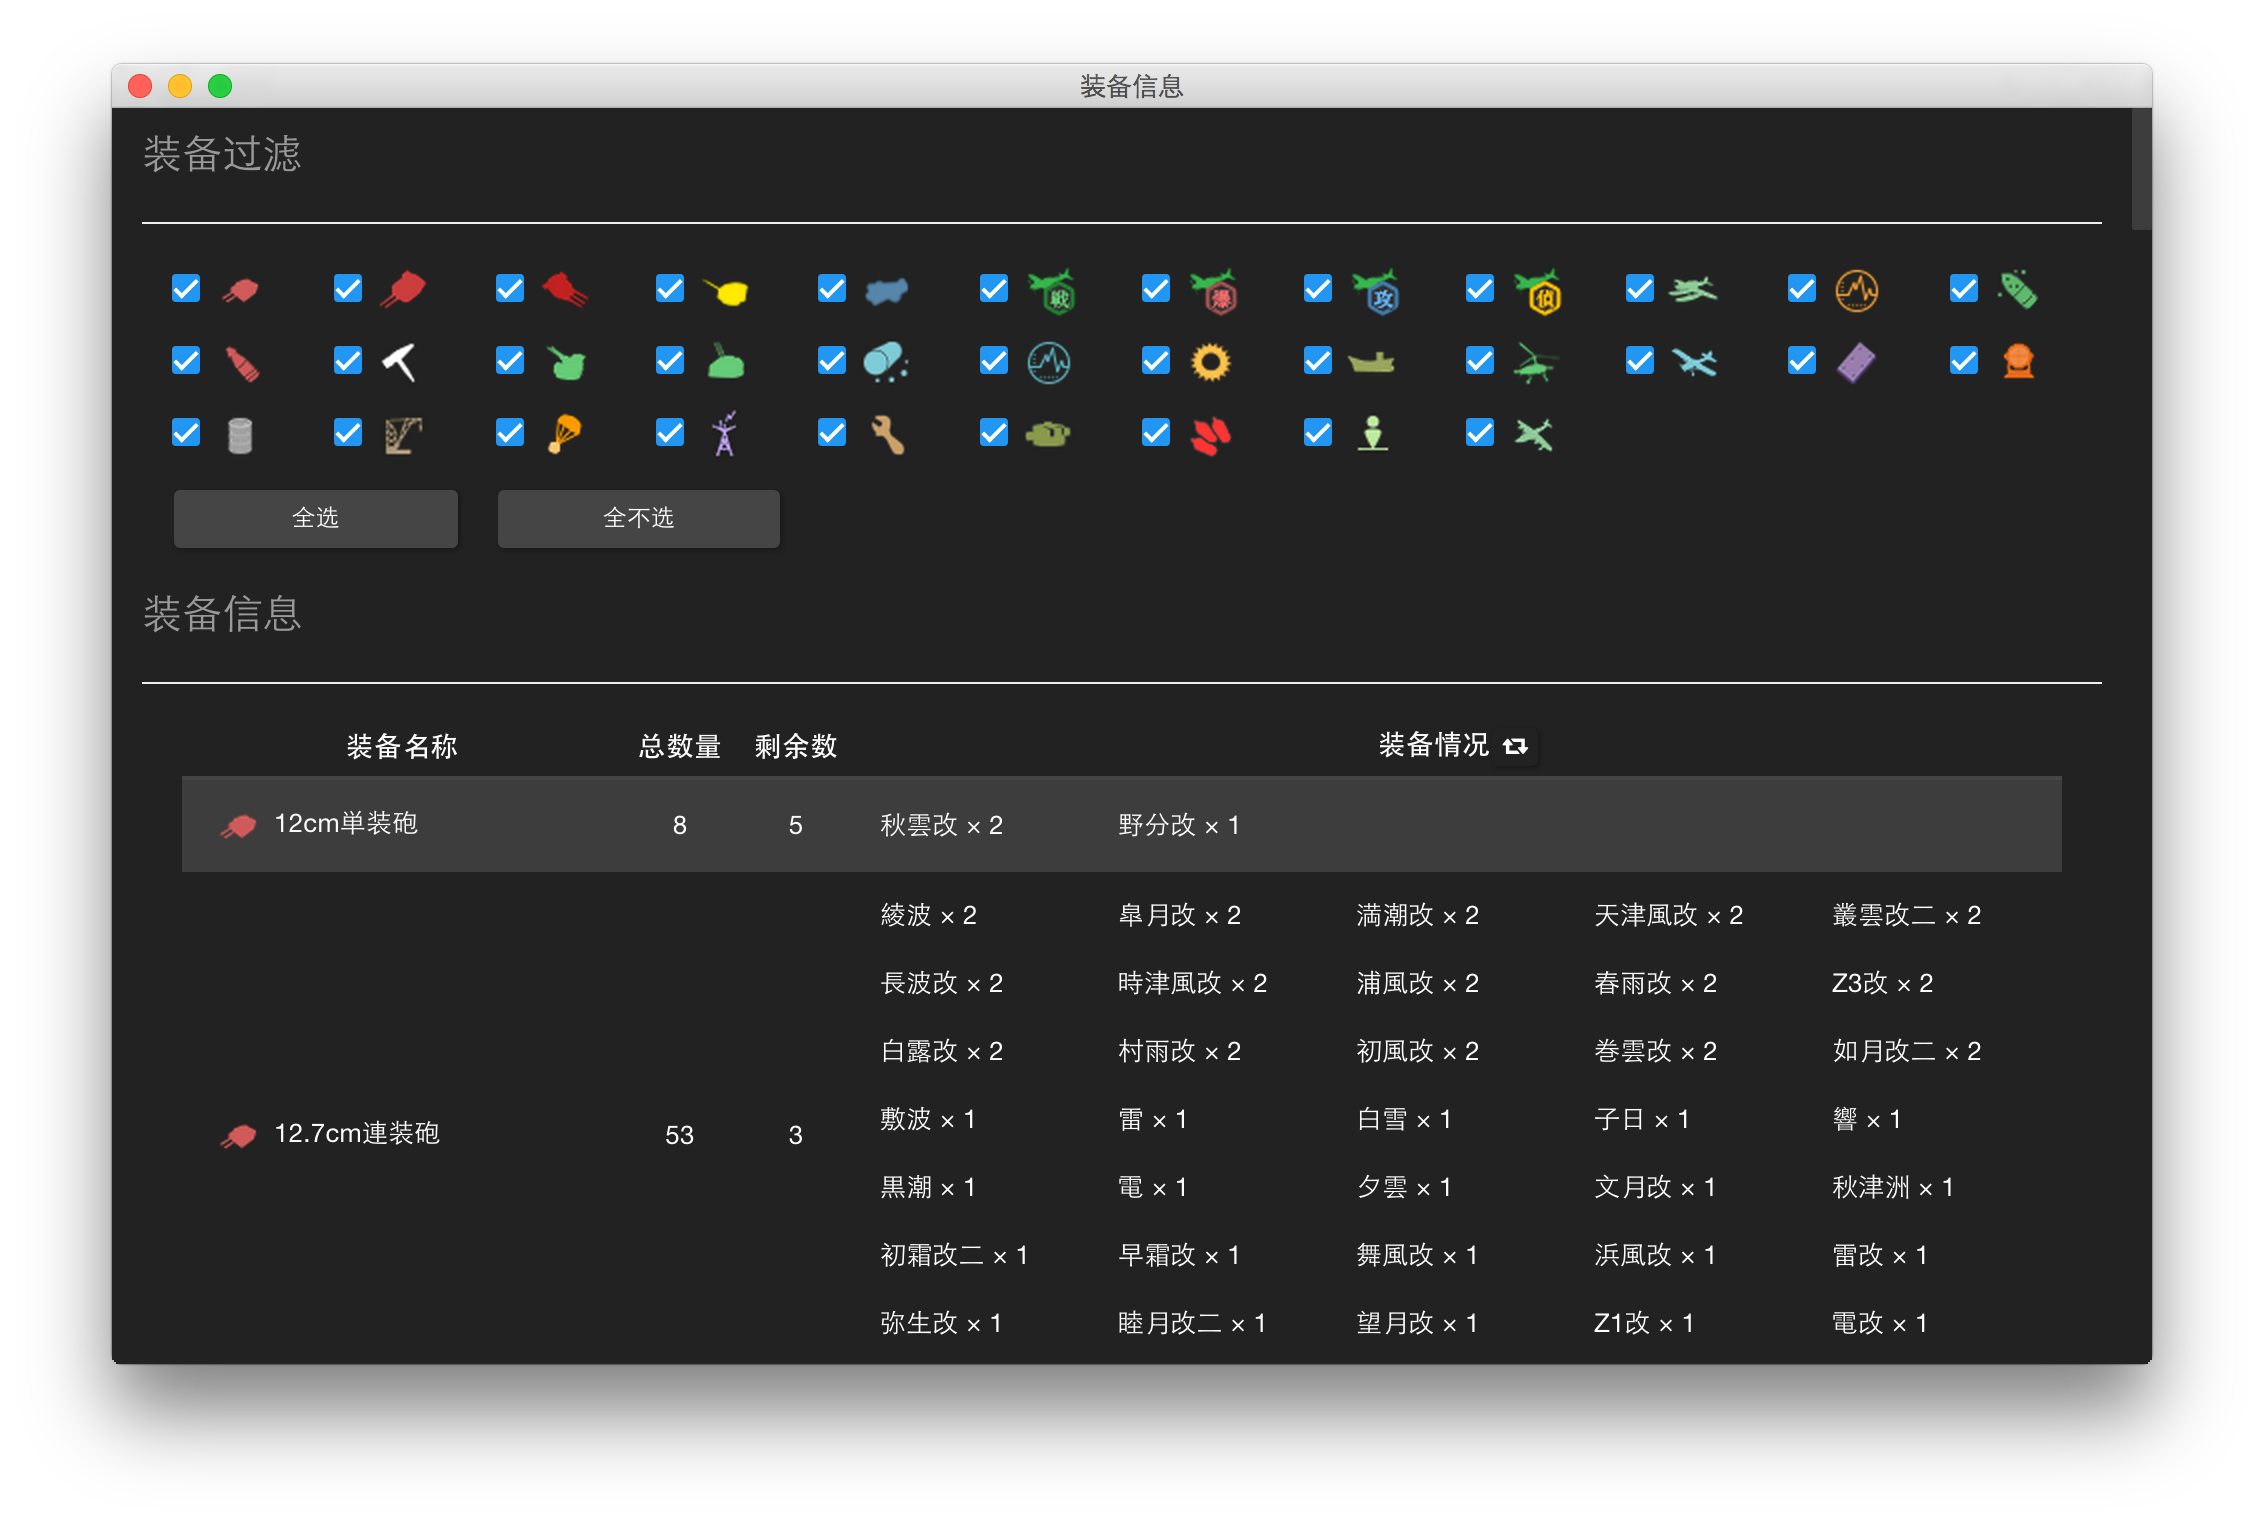 装备信息
装备过滤
戦 爆 攻 偵
全选 全不选
装备信息
装备名称 总数量 剩余数 装备情况
12cm単装砲 8 5 秋雲改 × 2 野分改 × 1
綾波 × 2 皐月改 × 2 満潮改 × 2 天津風改 × 2 叢雲改二 × 2
長波改 × 2 時津風改 × 2 浦風改 × 2 春雨改 × 2 Z3改 × 2
白露改 × 2 村雨改 × 2 初風改 × 2 巻雲改 × 2 如月改二 × 2
敷波 × 1 雷 × 1 白雪 × 1 子日 × 1 響 × 1
12.7cm連装砲 53 3
黒潮 × 1 電 × 1 夕雲 × 1 文月改 × 1 秋津洲 × 1
初霜改二 × 1 早霜改 × 1 舞風改 × 1 浜風改 × 1 雷改 × 1
弥生改 × 1 睦月改二 × 1 望月改 × 1 Z1改 × 1 電改 × 1